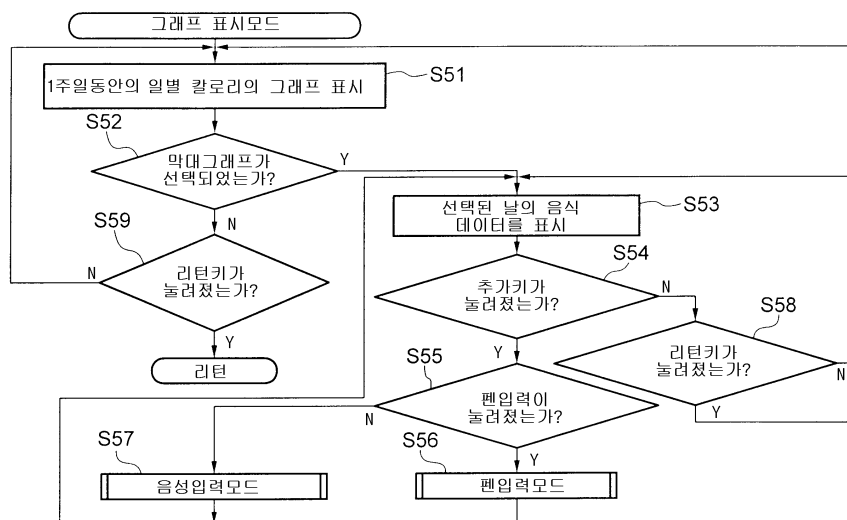 그래프 표시모드
1주일동안의 일별 칼로리의 그래프 표시
S51
S52
막대그래프가
선택되었는가?
Y
N
선택된 날의 음식
데이터를 표시
S53
S59
리턴키가
눌려졌는가?
N
Y
S54
추가키가
눌려졌는가?
N
Y
S58
리턴키가
눌려졌는가?
N
Y
리턴
S55
펜입력이
눌려졌는가?
N
Y
S57
음성입력모드
S56
펜입력모드